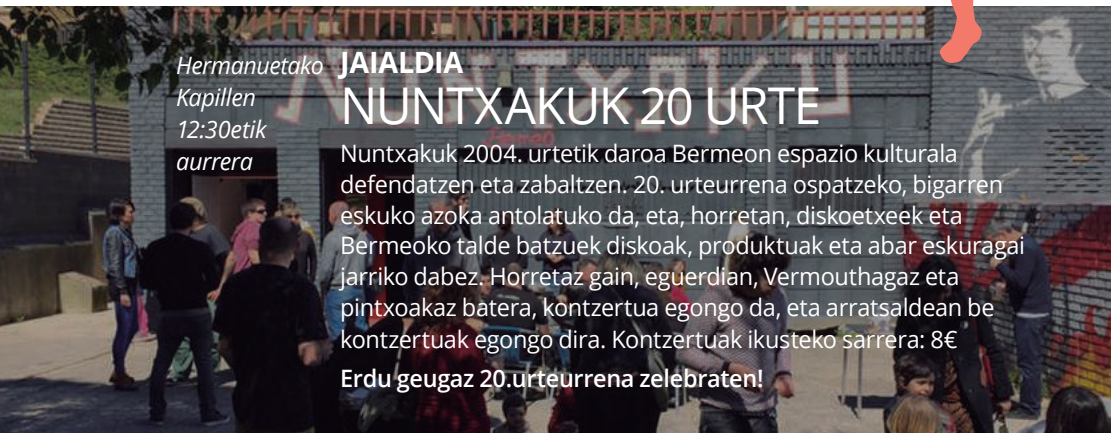 Hermanuetako
Kapillen
12:30etik
aurrera
JAIALDIA
NUNTXAKUK 20 URTE
Nuntxakuk 2004. urtetik daroa Bermeon espazio kulturala
defendatzen eta zabaltzen. 20. urteurrena ospatzeko, bigarren
eskuko azoka antolatuko da, eta, horretan, diskoetxeek eta
Bermeoko talde batzuek diskoak, produktuak eta abar eskuragai
jarriko dabez. Horretaz gain, eguerdian, Vermouthagaz eta
pintxoakaz batera, kontzertua egongo da, eta arratsaldean be
kontzertuak egongo dira. Kontzertuak ikusteko sarrera: 8€
Erdu geugaz 20.urteurrena zelebraten!
NUNTXAKU